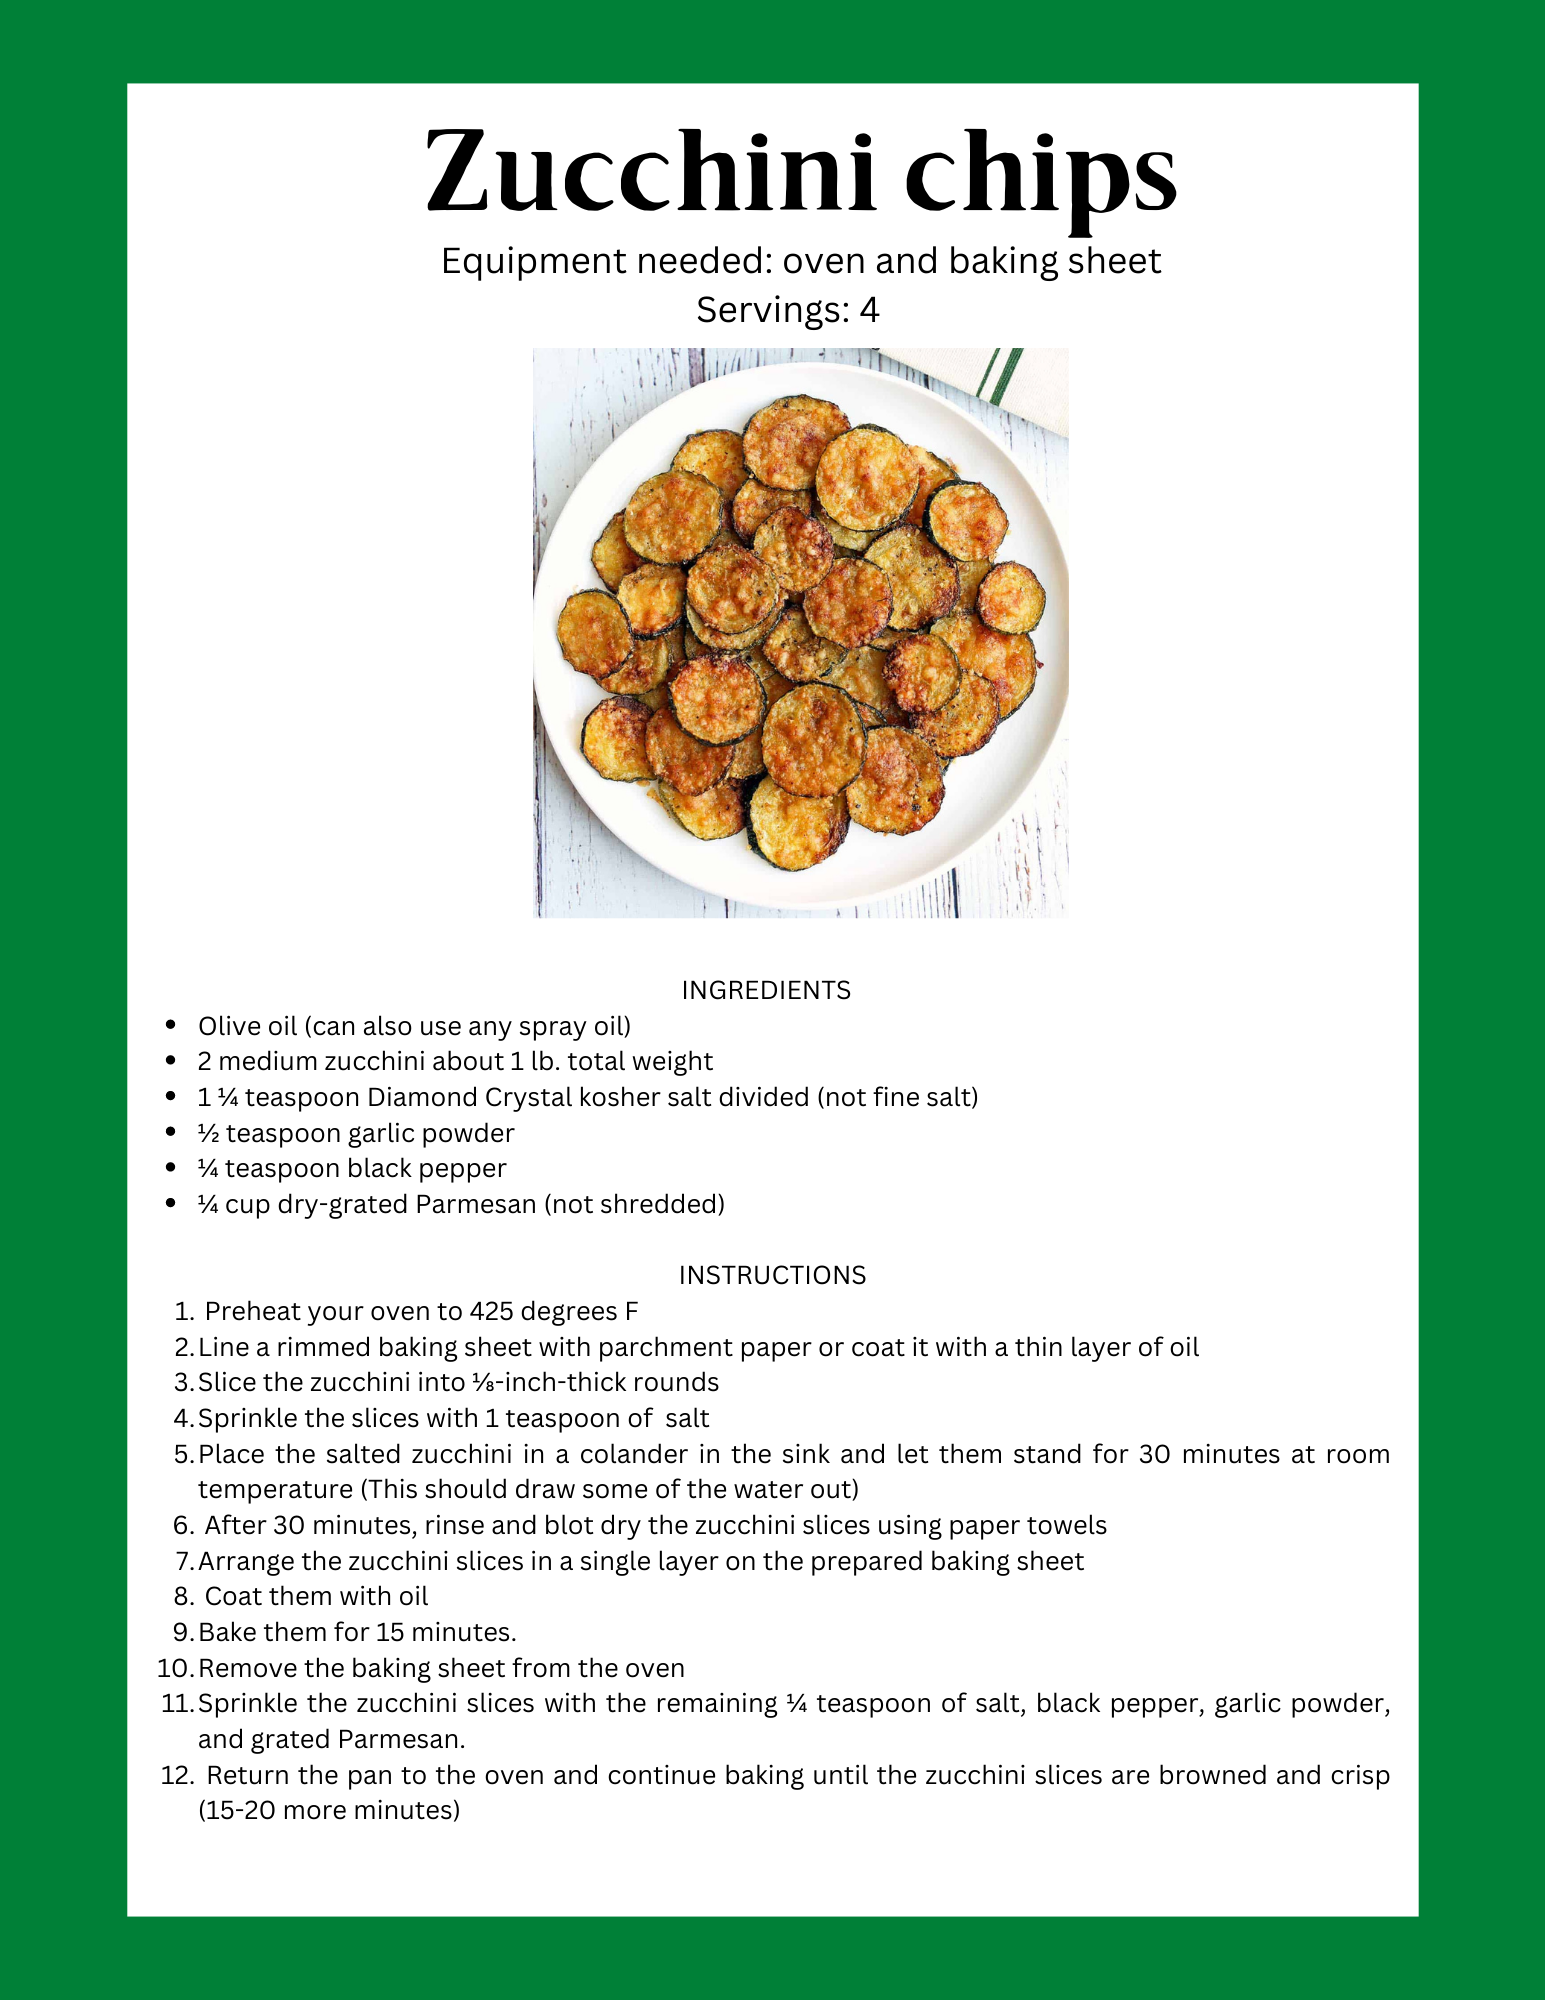 Zucchini chips
Equipment needed: oven and baking sheet
Servings: 4
INGREDIENTS
• Olive oil (can also use any spray oil)
• 2 medium zucchini about 1 lb. total weight
• 1 ¼ teaspoon Diamond Crystal kosher salt divided (not fine salt)
• ½ teaspoon garlic powder
• ¼ teaspoon black pepper
• ¼ cup dry-grated Parmesan (not shredded)
INSTRUCTIONS
1. Preheat your oven to 425 degrees F
2. Line a rimmed baking sheet with parchment paper or coat it with a thin layer of oil
3. Slice the zucchini into ⅛-inch-thick rounds
4. Sprinkle the slices with 1 teaspoon of salt
5. Place the salted zucchini in a colander in the sink and let them stand for 30 minutes at room
temperature (This should draw some of the water out)
6. After 30 minutes, rinse and blot dry the zucchini slices using paper towels
7. Arrange the zucchini slices in a single layer on the prepared baking sheet
8. Coat them with oil
9. Bake them for 15 minutes.
10. Remove the baking sheet from the oven
11. Sprinkle the zucchini slices with the remaining ¼ teaspoon of salt, black pepper, garlic powder,
and grated Parmesan.
12. Return the pan to the oven and continue baking until the zucchini slices are browned and crisp
(15-20 more minutes)